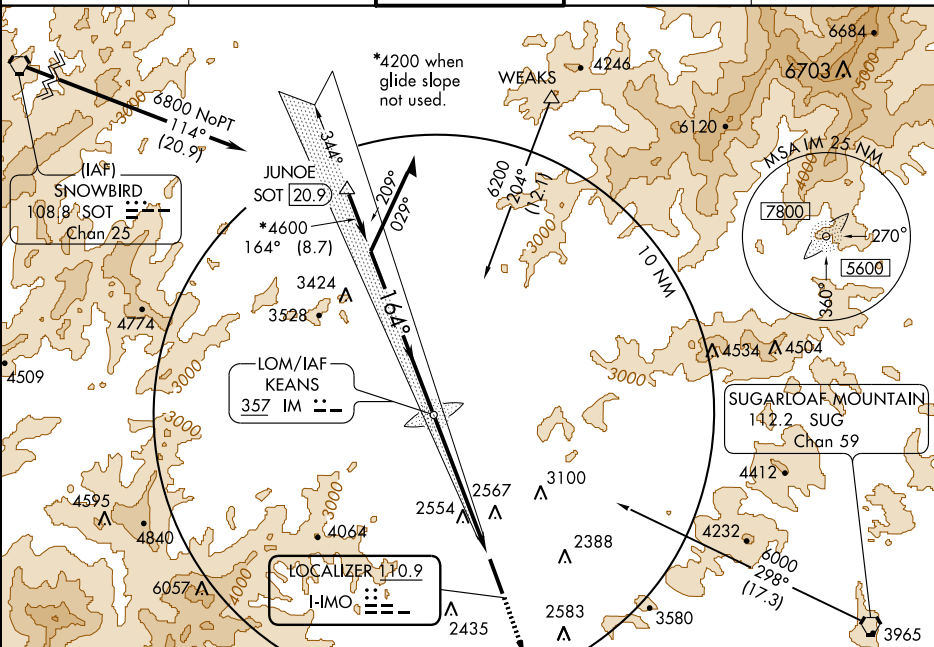 *4200 when
glide slope
not used.
WEAKS
4246
6684
6703
5000
6120
3000
6800 NoPT
114°
(20.9)
(IAF)
SNOWBIRD
108.8 SOT
Chan 25
344°
JUNOE
SOT 20.9
209°
029°
*4600
164° (8.7)
6200
204°
(12.1)
3000
MSA IM 25 NM
4000
7800
270°
5600
360°
10 NM
3424
3528
164°
4774
4509
3000
3000
LOM/IAF
KEANS
357 IM
3000
4534
4504
SUGARLOAF MOUNTAIN
112.2 SUG
Chan 59
4412
4595
4840
3000
4064
2554
2567
3100
2388
4232
6000
298°
(17.3)
6057
4000
LOCALIZER 110.9
I-IMO
2435
2583
3580
3965